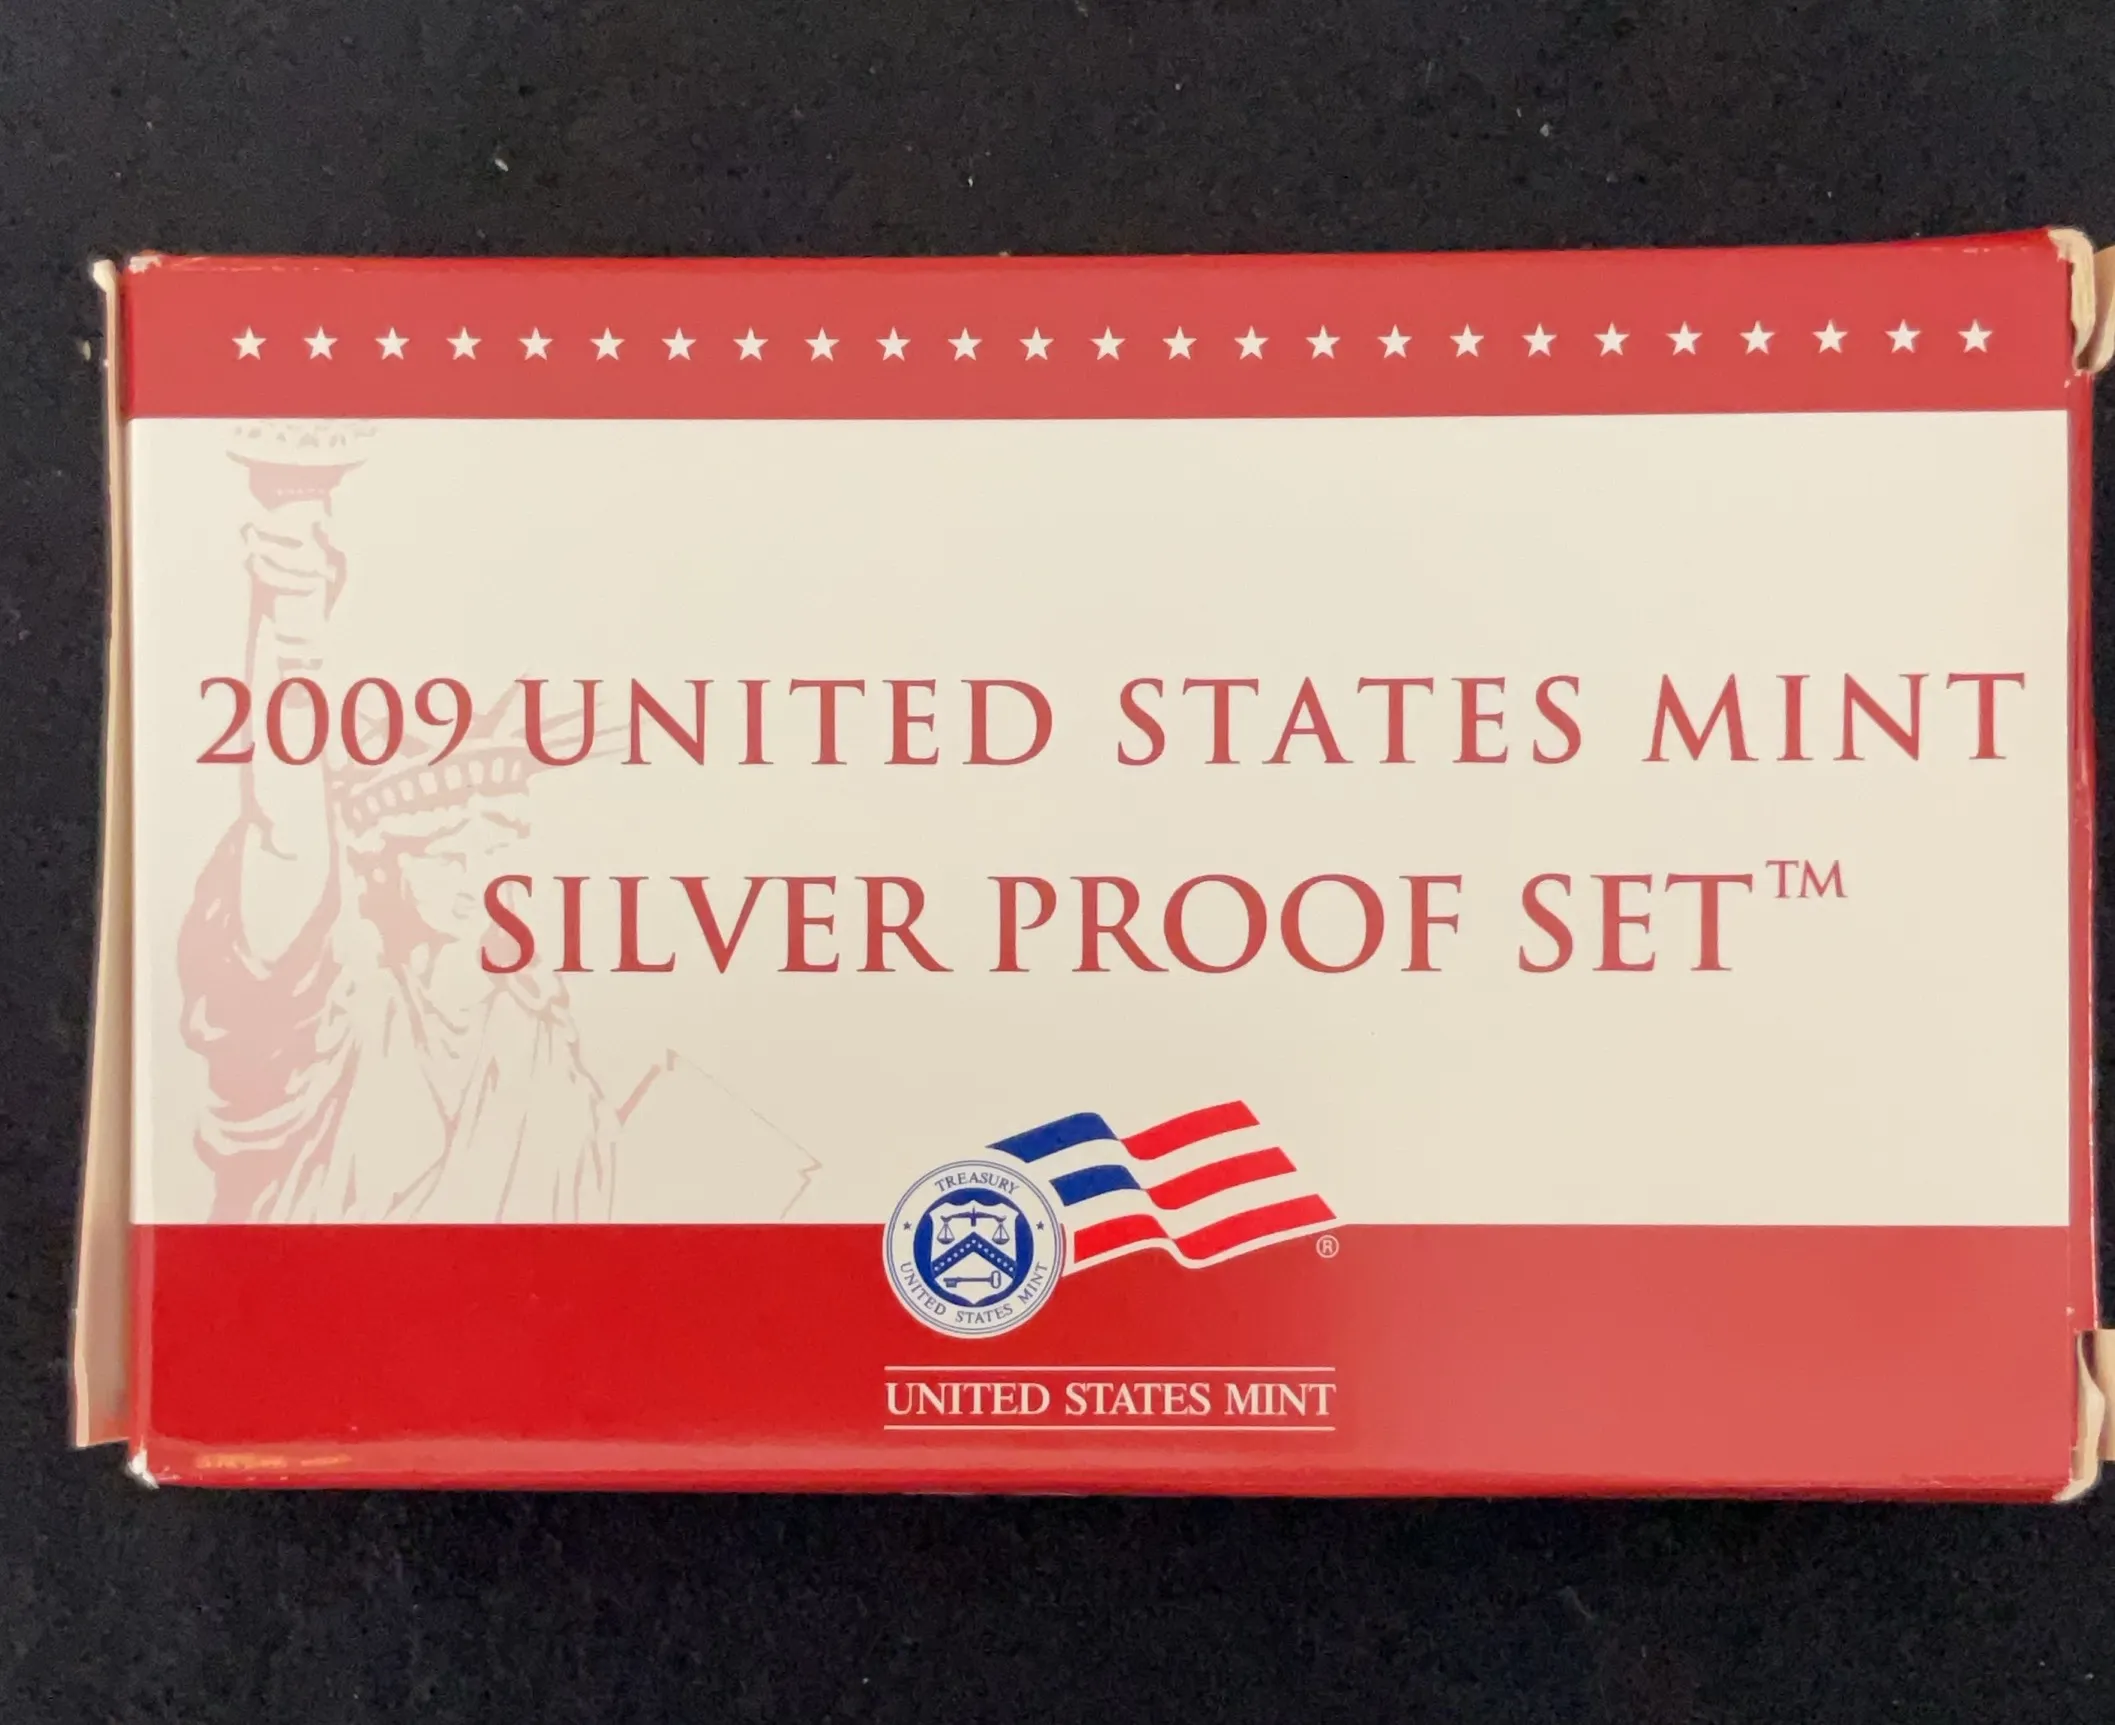 2009 UNITED STATES MINT
SILVER PROOF SET™
TREASURY
UNITED STATES MINT
®
UNITED STATES MINT